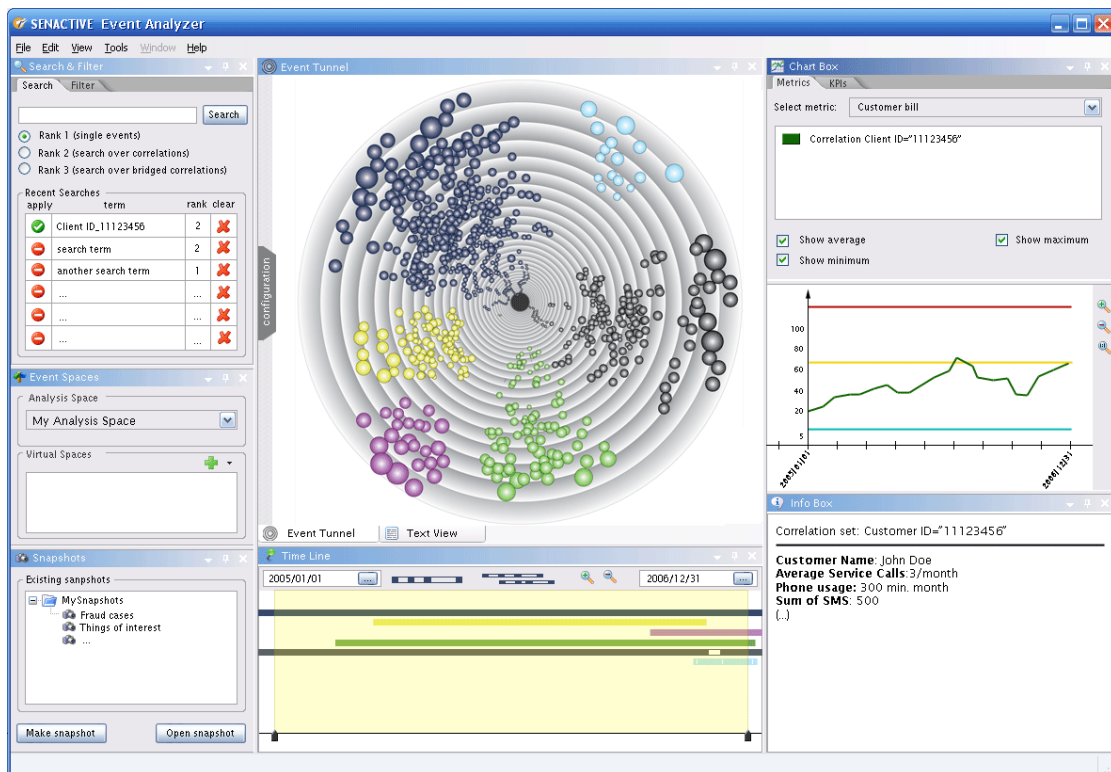 SENACTIVE Event Analyzer
File Edit View Tools Window Help
Search & Filter
Search Filter
Search
Rank 1 (single events)
Rank 2 (search over correlations)
Rank 3 (search over bridged correlations)
Recent Searches
apply term rank clear
Client ID_11123456 2
search term 2
another search term 1
... ...
... ...
... ...
Event Spaces
Analysis Space
My Analysis Space
Virtual Spaces
Snapshots
Existing sanpshots
MySnapshots
Fraud cases
Things of interest
...
Make snapshot Open snapshot
Event Tunnel
configuration
Event Tunnel Text View
Time Line
2005/01/01 ... 2006/12/31 ...
Chart Box
Metrics KPIs
Select metric: Customer bill
Correlation Client ID="11123456"
Show average Show maximum
Show minimum
100
80
60
40
20
5
2005/01/01 2006/12/31
Info Box
Correlation set: Customer ID="11123456"
Customer Name: John Doe
Average Service Calls:3/month
Phone usage: 300 min. month
Sum of SMS: 500
(...)